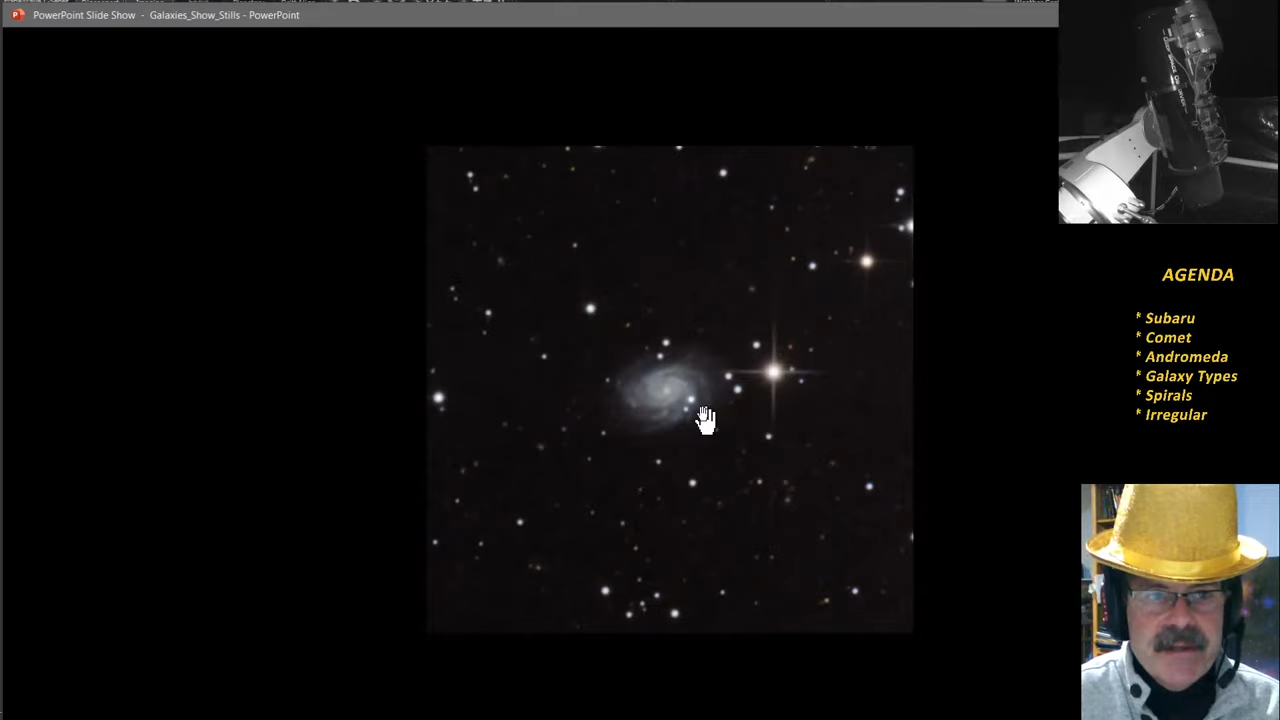 PowerPoint Slide Show - Galaxies_Show_Stills - PowerPoint
AGENDA
* Subaru
* Comet
* Andromeda
* Galaxy Types
* Spirals
* Irregular